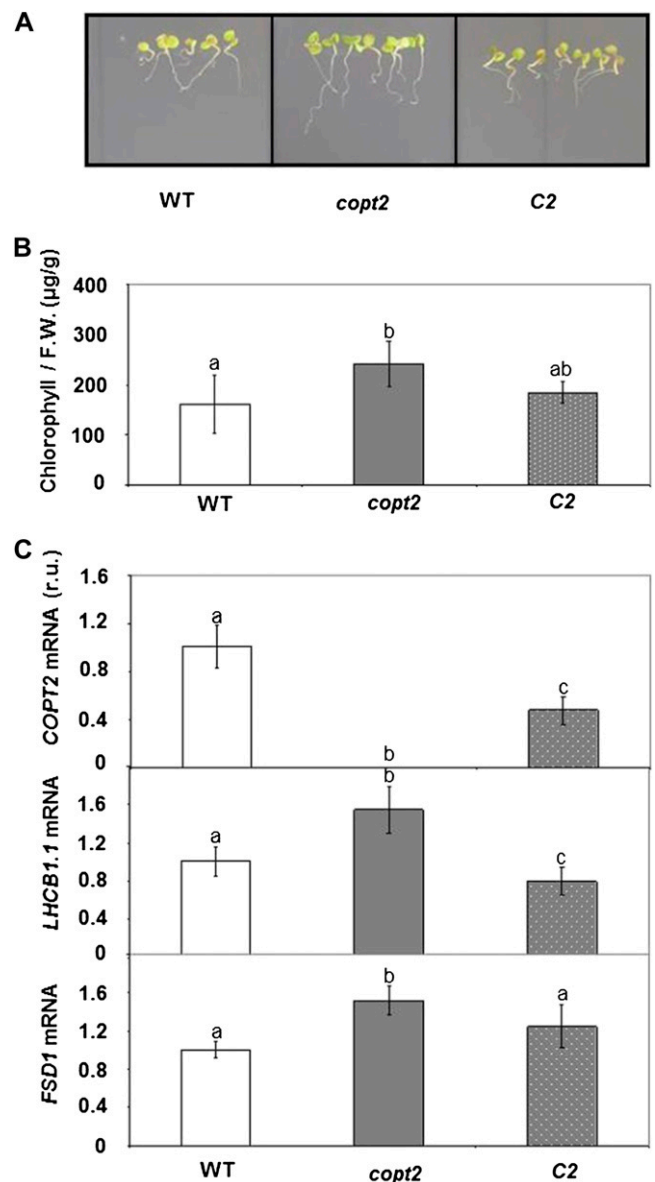 A
WT copt2 C2
B
Chlorophyll / F.W. (µg/g)
400
300
200
100
0
a
b
ab
WT copt2 C2
C
COPT2 mRNA (r.u.)
1.6
1.2
0.8
0.4
0
a
b
c
LHCB1.1 mRNA
1.6
1.2
0.8
0.4
0
a
b
c
FSD1 mRNA
1.6
1.2
0.8
0.4
0
a
b
a
WT copt2 C2